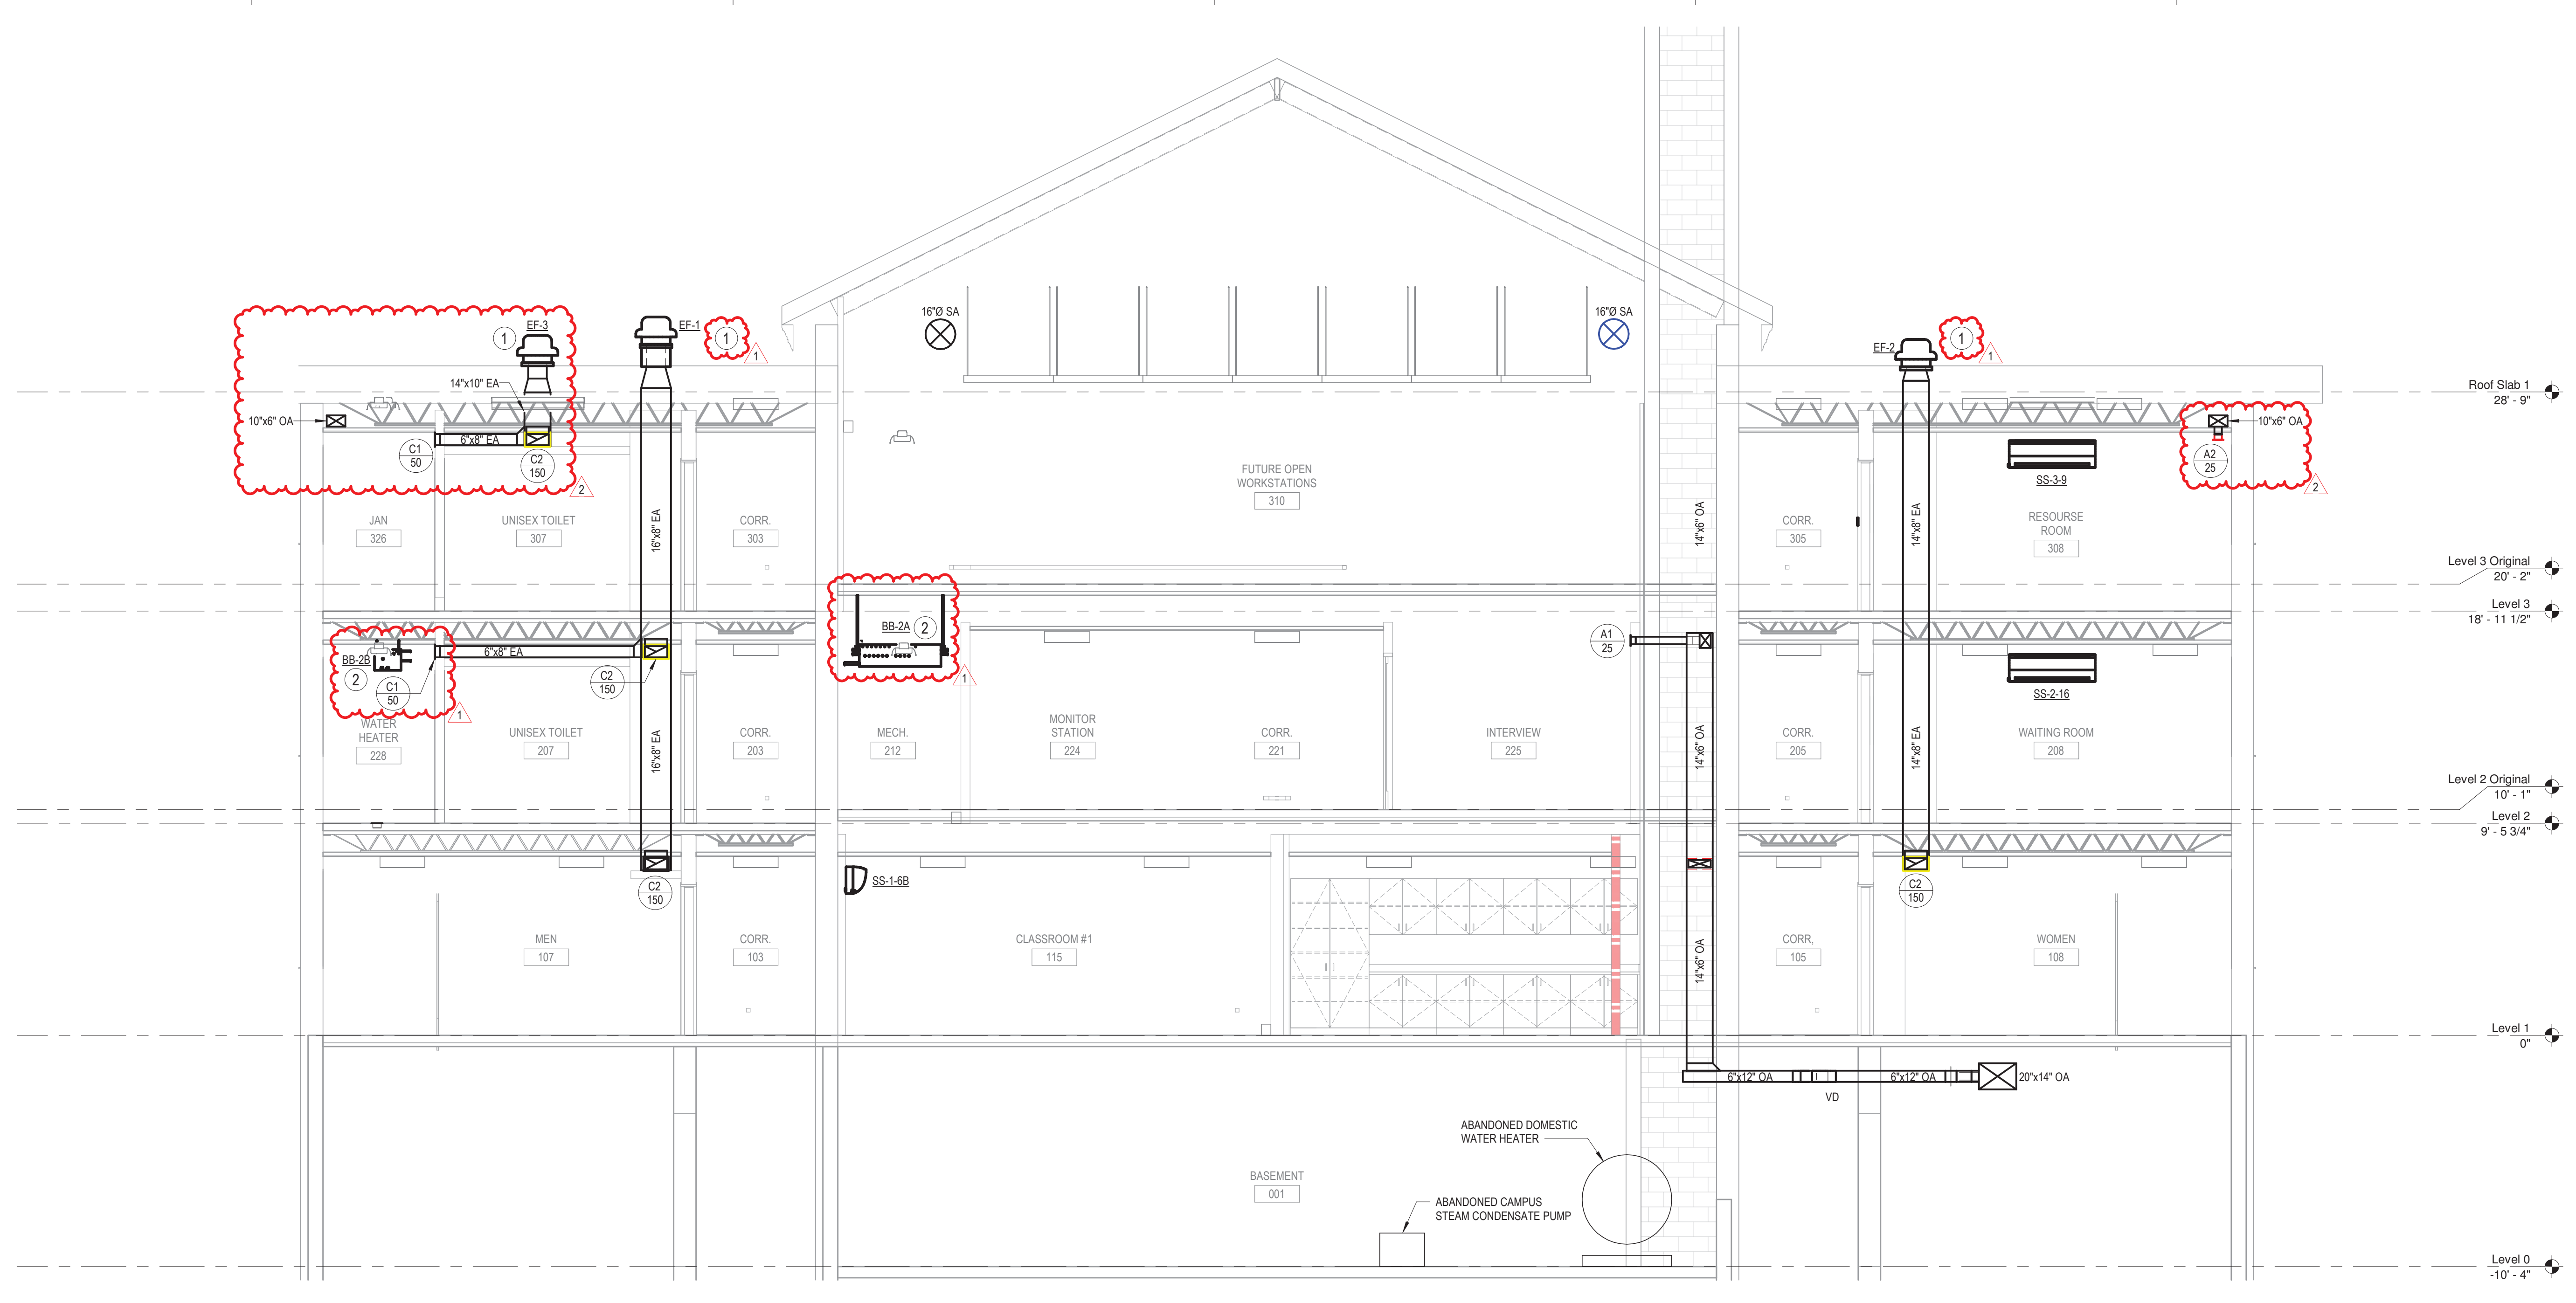 16"Ø SA
16"Ø SA
EF-3
1
EF-1
1
1
EF-2
1
1
14"x10" EA
10"x6" OA
6"x8" EA
C1
50
C2
150
2
Roof Slab 1
28' - 9"
10"x6" OA
A2
25
2
SS-3-9
FUTURE OPEN
WORKSTATIONS
310
JAN
326
UNISEX TOILET
307
16"x8" EA
CORR.
303
14"x6" OA
CORR.
305
14"x8" EA
RESOURSE
ROOM
308
Level 3 Original
20' - 2"
Level 3
18' - 11 1/2"
BB-2A
2
1
BB-2B
2
C1
50
1
6"x8" EA
C2
150
A1
25
SS-2-16
WATER
HEATER
228
UNISEX TOILET
207
16"x8" EA
CORR.
203
MECH.
212
MONITOR
STATION
224
CORR.
221
INTERVIEW
225
14"x6" OA
CORR.
205
14"x8" EA
WAITING ROOM
208
Level 2 Original
10' - 1"
Level 2
9' - 5 3/4"
C2
150
SS-1-6B
C2
150
MEN
107
CORR.
103
CLASSROOM #1
115
14"x6" OA
CORR,
105
WOMEN
108
Level 1
0"
6"x12" OA
6"x12" OA
20"x14" OA
VD
ABANDONED DOMESTIC
WATER HEATER
BASEMENT
001
ABANDONED CAMPUS
STEAM CONDENSATE PUMP
Level 0
-10' - 4"